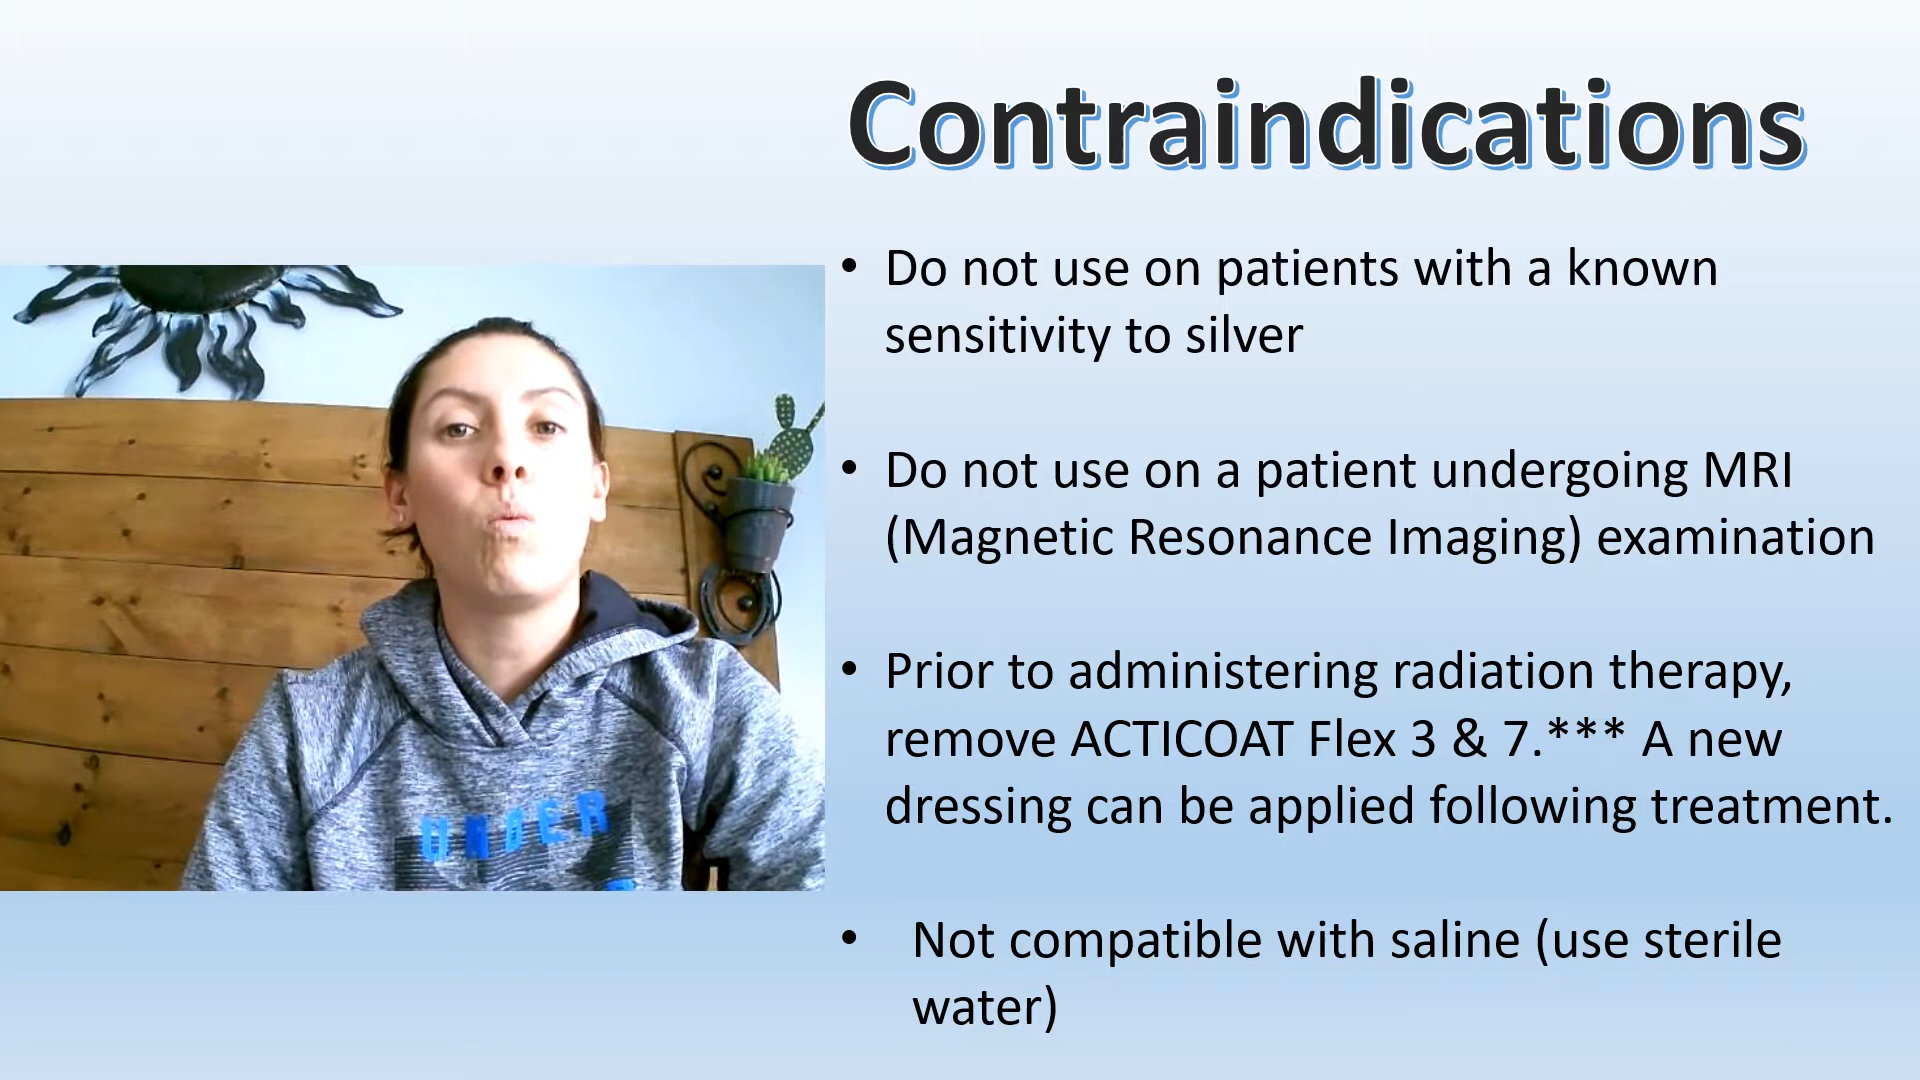 Contraindications
• Do not use on patients with a known
sensitivity to silver
• Do not use on a patient undergoing MRI
(Magnetic Resonance Imaging) examination
• Prior to administering radiation therapy,
remove ACTICOAT Flex 3 & 7.*** A new
dressing can be applied following treatment.
• Not compatible with saline (use sterile
water)
UNDER